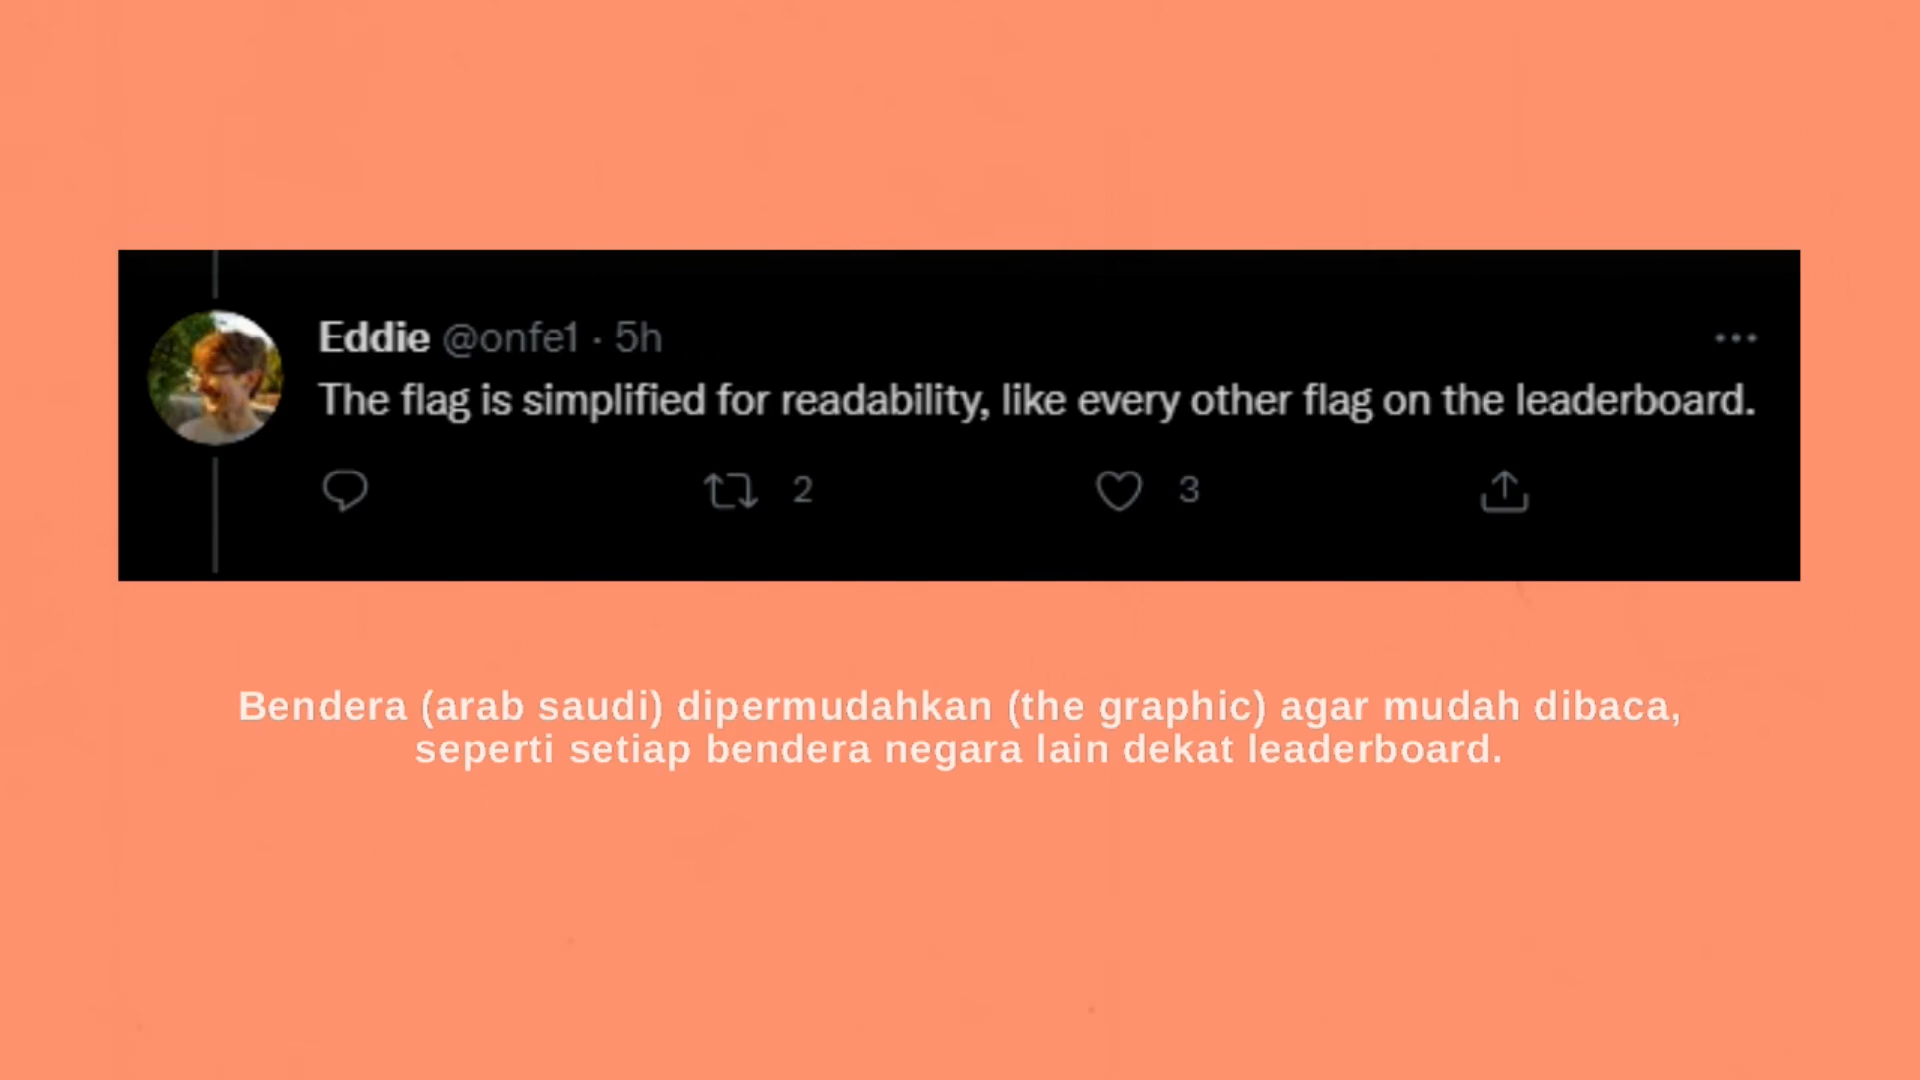 Eddie @onfe1 · 5h
The flag is simplified for readability, like every other flag on the leaderboard.
2 3
Bendera (arab saudi) dipermudahkan (the graphic) agar mudah dibaca,
seperti setiap bendera negara lain dekat leaderboard.